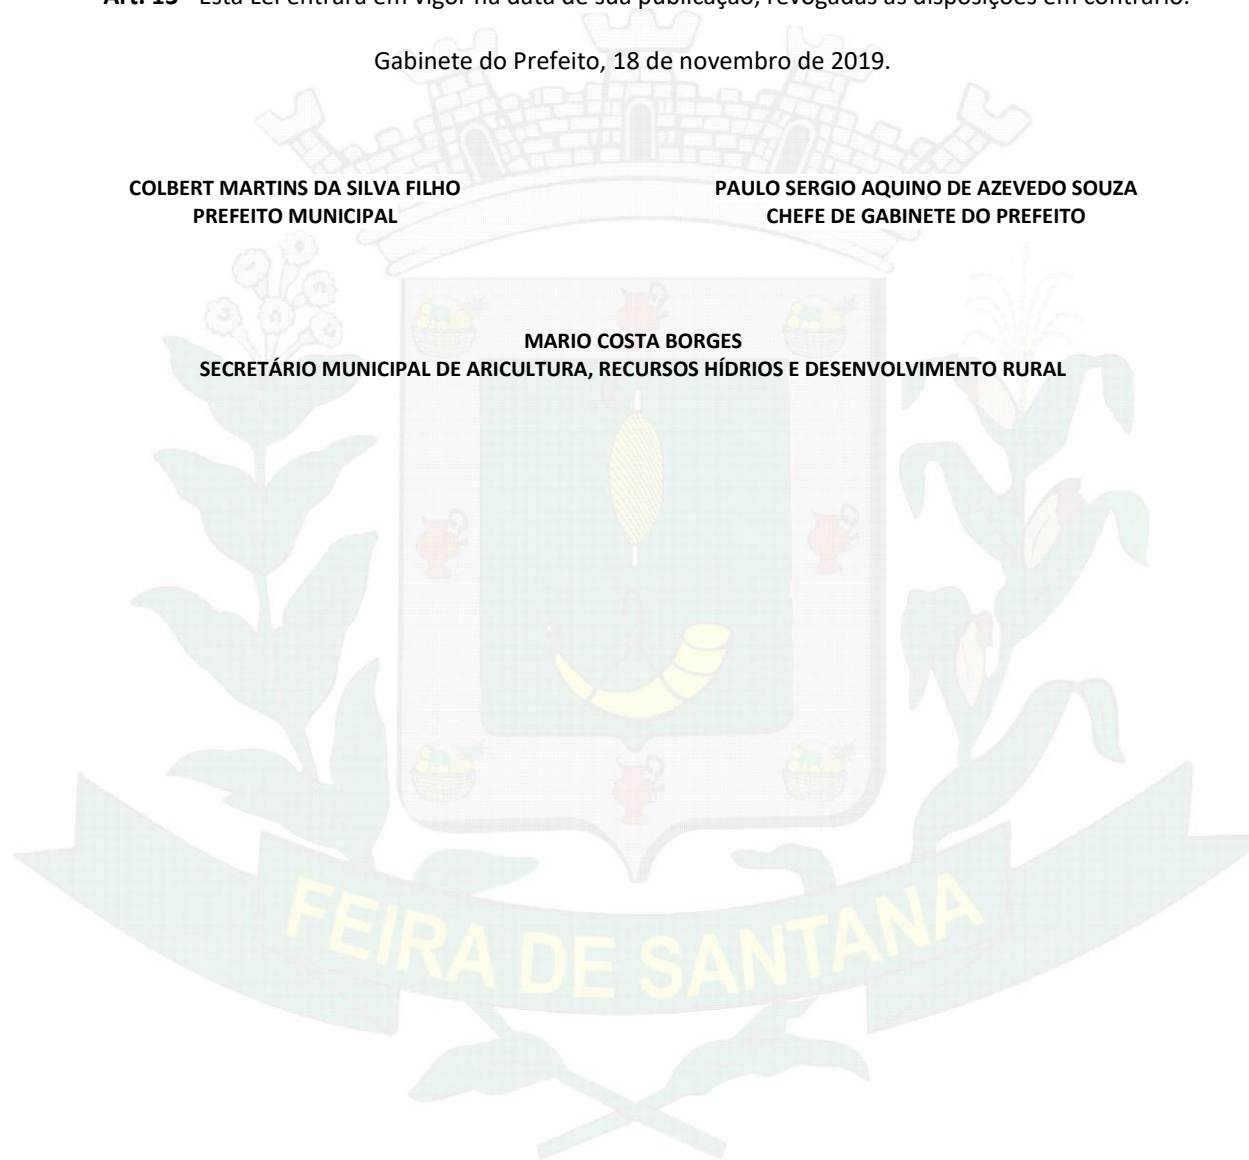 Art. 15 - Esta Lei entrará em vigor na data de sua publicação, revogadas as disposições em contrário.
Gabinete do Prefeito, 18 de novembro de 2019.
COLBERT MARTINS DA SILVA FILHO
PREFEITO MUNICIPAL
PAULO SERGIO AQUINO DE AZEVEDO SOUZA
CHEFE DE GABINETE DO PREFEITO
MARIO COSTA BORGES
SECRETÁRIO MUNICIPAL DE ARICULTURA, RECURSOS HÍDRIOS E DESENVOLVIMENTO RURAL
FEIRA DE SANTANA